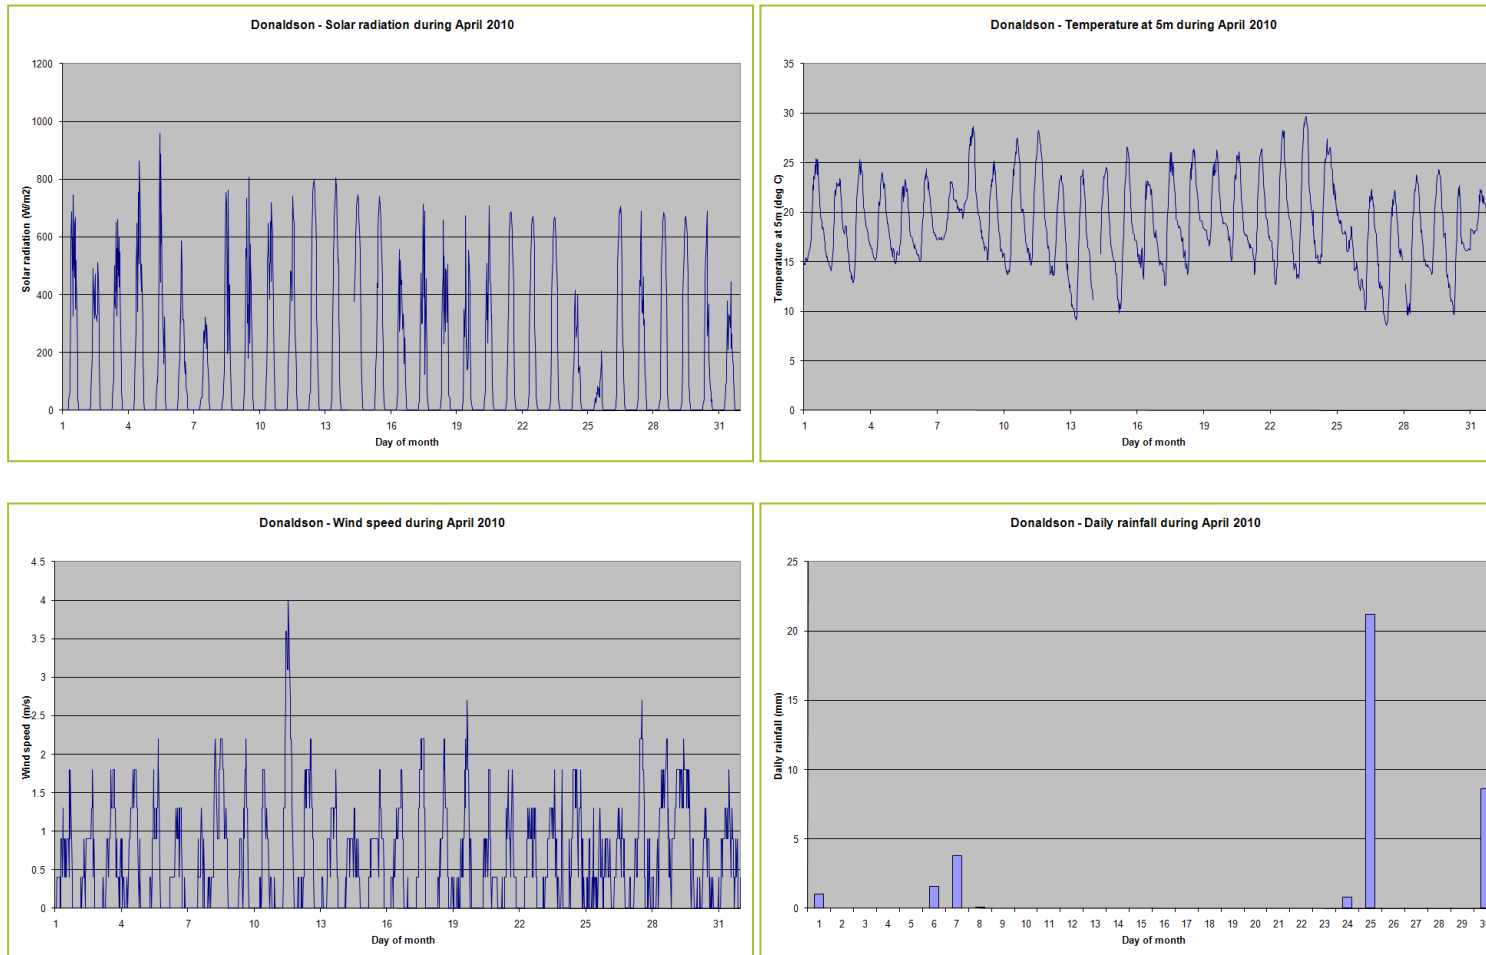 Donaldson - Solar radiation during April 2010
1200
1000
800
600
400
200
0
Solar radiation (W/m2)
1 4 7 10 13 16 19 22 25 28 31
Day of month
Donaldson - Temperature at 5m during April 2010
35
30
25
20
15
10
5
0
Temperature at 5m (deg C)
1 4 7 10 13 16 19 22 25 28 31
Day of month
Donaldson - Wind speed during April 2010
4.5
4
3.5
3
2.5
2
1.5
1
0.5
0
Wind speed (m/s)
1 4 7 10 13 16 19 22 25 28 31
Day of month
Donaldson - Daily rainfall during April 2010
25
20
15
10
5
0
Daily rainfall (mm)
1 2 3 4 5 6 7 8 9 10 11 12 13 14 15 16 17 18 19 20 21 22 23 24 25 26 27 28 29
Day of month